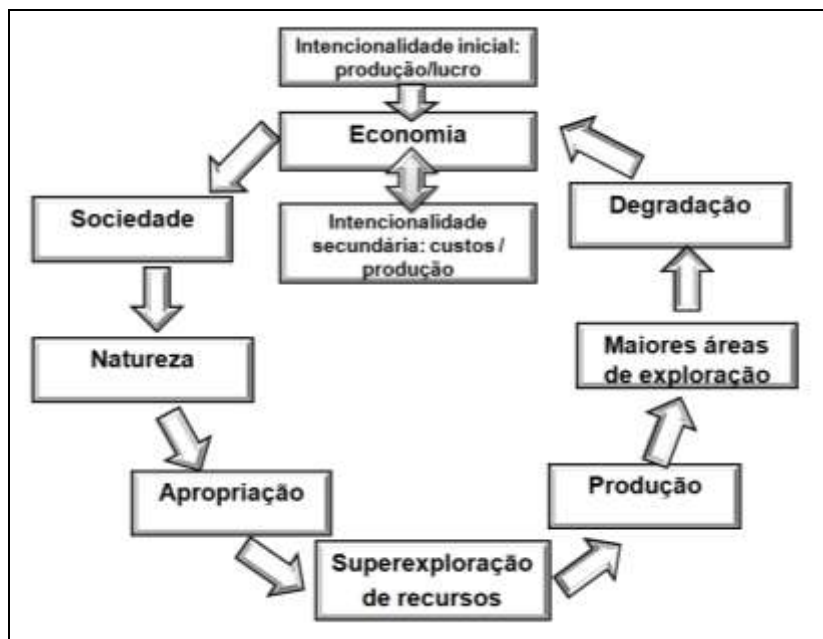 Intencionalidade inicial:
produção/lucro
Economia
Intencionalidade
secundária: custos /
produção
Sociedade
Natureza
Apropriação
Superexploração
de recursos
Produção
Maiores áreas
de exploração
Degradação